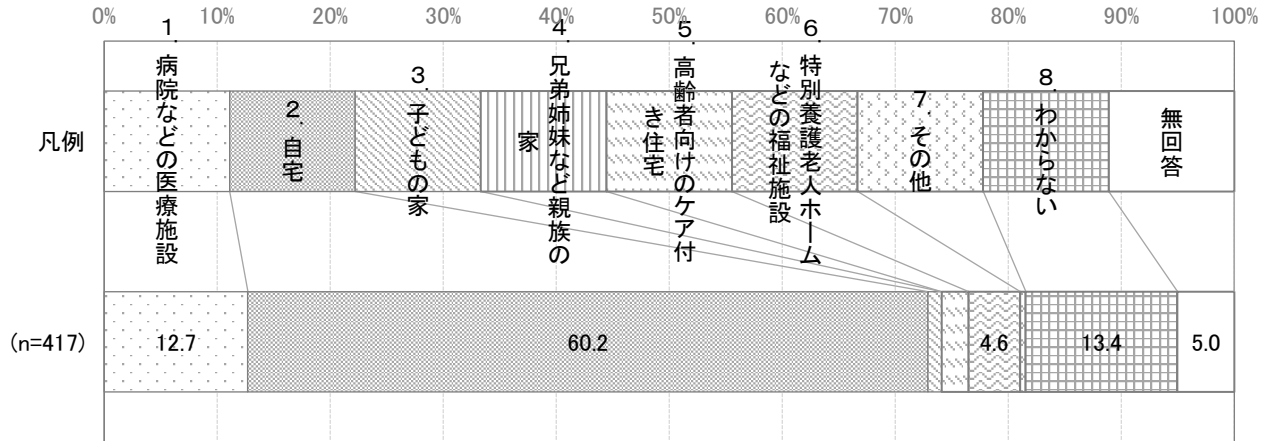 0% 10% 20% 30% 40% 50% 60% 70% 80% 90% 100%
凡例
1.病院などの医療施設
2.自宅
3.子どもの家
4.兄弟姉妹など親族の
家
5.高齢者向けのケア付
き住宅
6.特別養護老人ホーム
などの福祉施設
7.その他
8.わからない
無回答
(n=417) 12.7 60.2 4.6 13.4 5.0